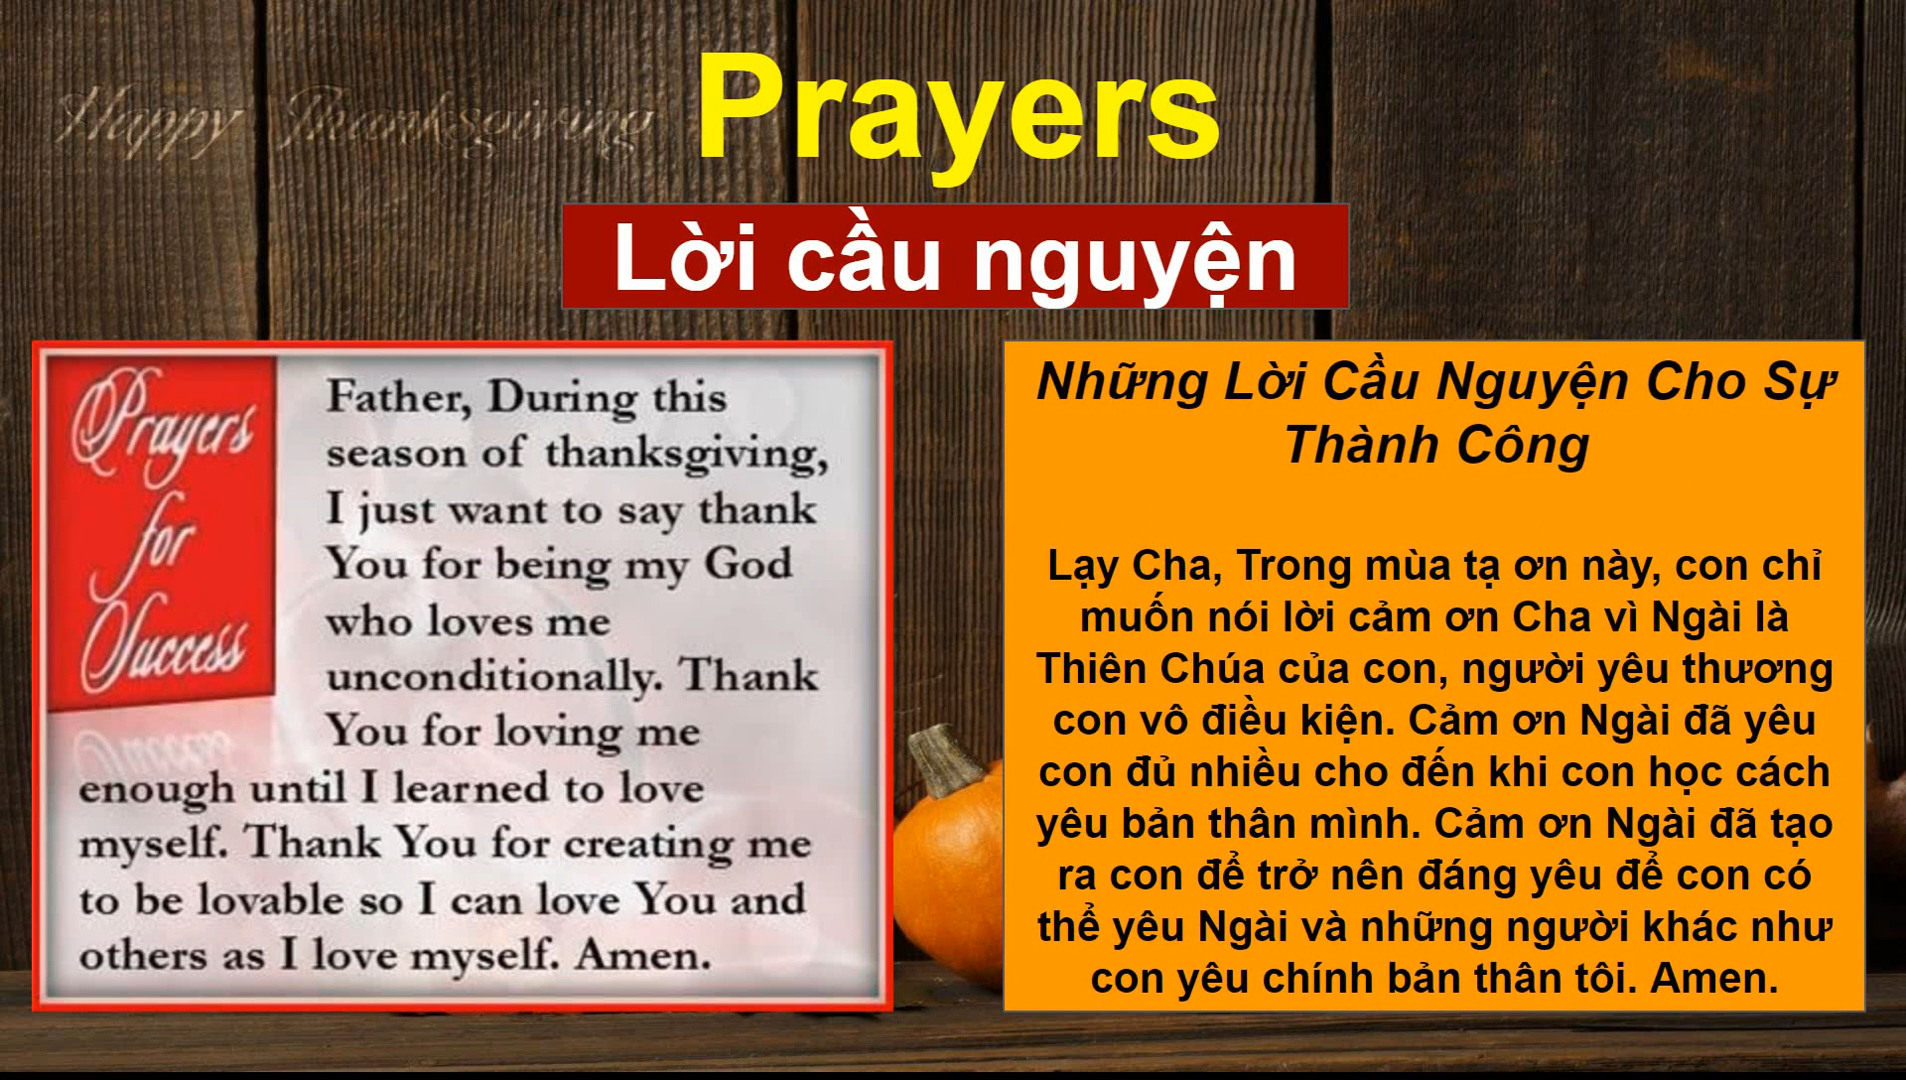 Happy Thanksgiving
Prayers
Lời cầu nguyện
Prayers
for
Success
Father, During this
season of thanksgiving,
I just want to say thank
You for being my God
who loves me
unconditionally. Thank
You for loving me
enough until I learned to love
myself. Thank You for creating me
to be lovable so I can love You and
others as I love myself. Amen.
Những Lời Cầu Nguyện Cho Sự
Thành Công
Lạy Cha, Trong mùa tạ ơn này, con chỉ
muốn nói lời cảm ơn Cha vì Ngài là
Thiên Chúa của con, người yêu thương
con vô điều kiện. Cảm ơn Ngài đã yêu
con đủ nhiều cho đến khi con học cách
yêu bản thân mình. Cảm ơn Ngài đã tạo
ra con để trở nên đáng yêu để con có
thể yêu Ngài và những người khác như
con yêu chính bản thân tôi. Amen.